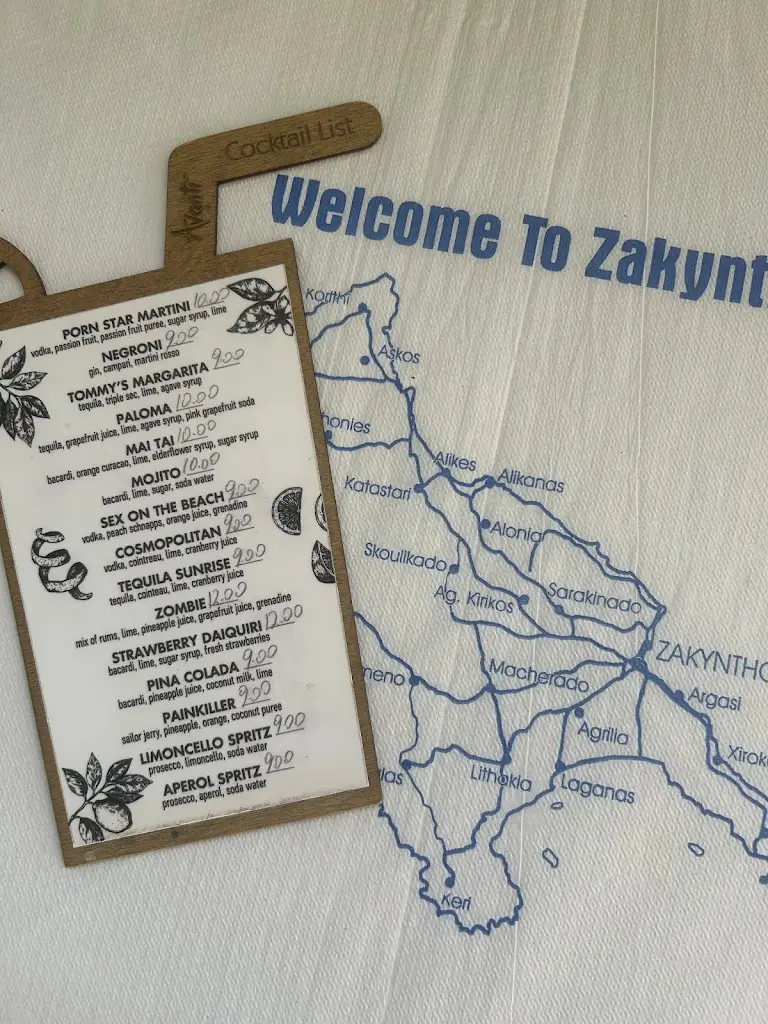 Cocktail List
Avanti
PORN STAR MARTINI 10.00
vodka, passion fruit, passion fruit puree, sugar syrup, lime
NEGRONI 9.00
gin, campari, martini rosso
TOMMY'S MARGARITA 9.00
tequila, triple sec, lime, agave syrup
PALOMA 10.00
tequila, grapefruit juice, lime, agave syrup, pink grapefruit soda
MAI TAI 10.00
bacardi, orange curacao, lime, elderflower syrup, sugar syrup
MOJITO 10.00
bacardi, lime, sugar, soda water
SEX ON THE BEACH 9.00
vodka, peach schnapps, orange juice, grenadine
COSMOPOLITAN 9.00
vodka, cointreau, lime, cranberry juice
TEQUILA SUNRISE 9.00
tequila, cointeau, lime, cranberry juice
ZOMBIE 12.00
mix of rums, lime, pineapple juice, grapefruit juice, grenadine
STRAWBERRY DAIQUIRI 12.00
bacardi, lime, sugar syrup, fresh strawberries
PINA COLADA 9.00
bacardi, pineapple juice, coconut milk, lime
PAINKILLER 9.00
sailor jerry, pineapple, orange, coconut puree
LIMONCELLO SPRITZ 9.00
prosecco, limoncello, soda water
APEROL SPRITZ 9.00
prosecco, aperol, soda water
Welcome To Zakynt
Korithi
Askos
honies
Alikes
Alikanas
Katastari
Alonia
Skoulikado
Ag. Kirikos
Sarakinado
ZAKYNTHO
meno
Macherado
Argasi
Agrilia
Xiroka
las
Lithakia
Laganas
Keri